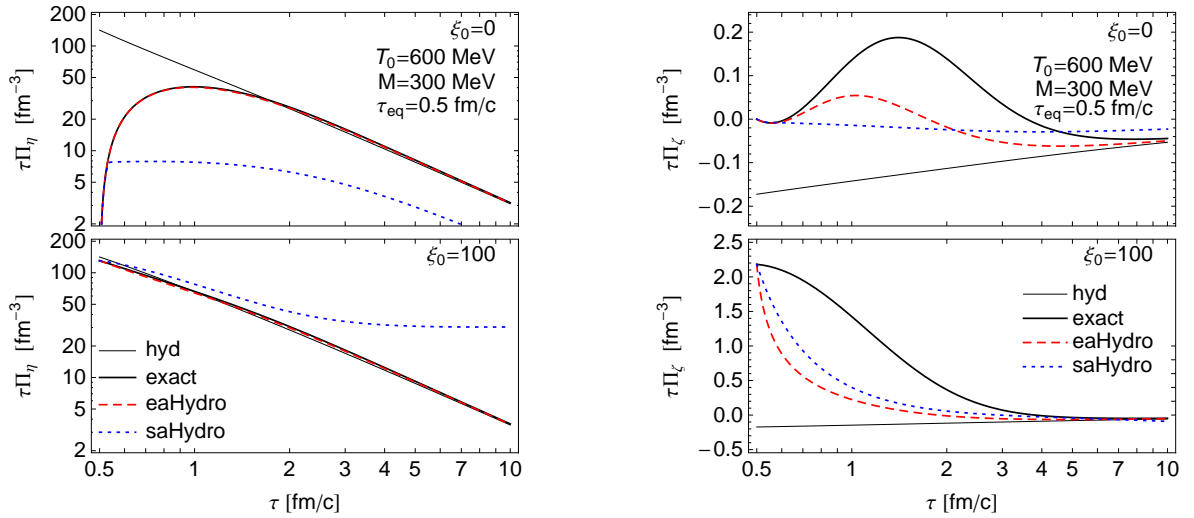 200
100
50
20
10
5
2
τΠη [fm⁻³]
ξ₀=0
T₀=600 MeV
M=300 MeV
τeq=0.5 fm/c
200
100
50
20
10
5
2
τΠη [fm⁻³]
ξ₀=100
hyd
exact
eaHydro
saHydro
0.5 1 2 3 4 5 7 10
τ [fm/c]
0.2
0.1
0.0
−0.1
−0.2
τΠζ [fm⁻³]
ξ₀=0
T₀=600 MeV
M=300 MeV
τeq=0.5 fm/c
2.5
2.0
1.5
1.0
0.5
0.0
−0.5
τΠζ [fm⁻³]
ξ₀=100
hyd
exact
eaHydro
saHydro
0.5 1 2 3 4 5 7 10
τ [fm/c]